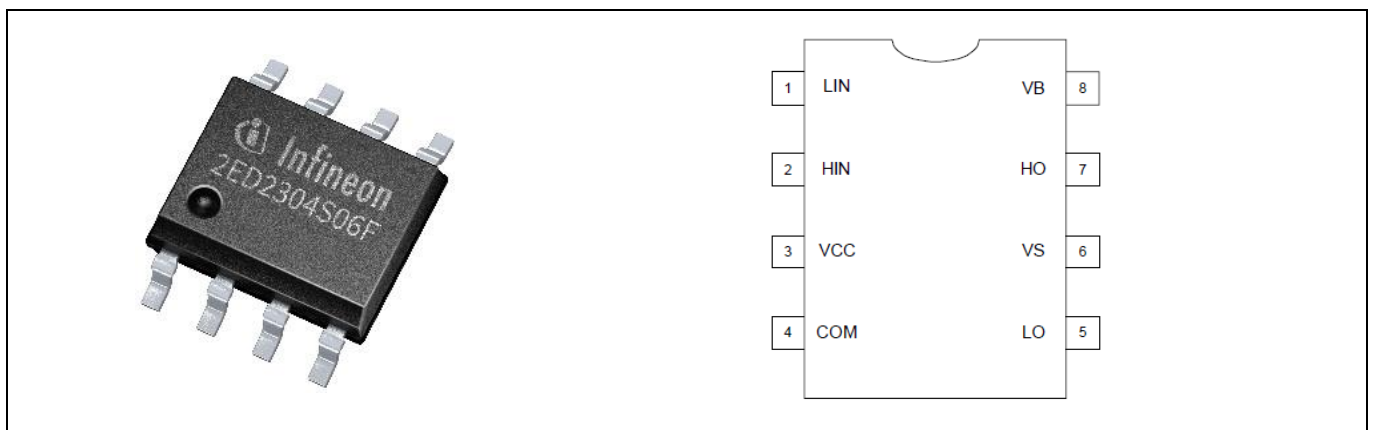 Infineon
2ED2304S06F
1 LIN VB 8
2 HIN HO 7
3 VCC VS 6
4 COM LO 5